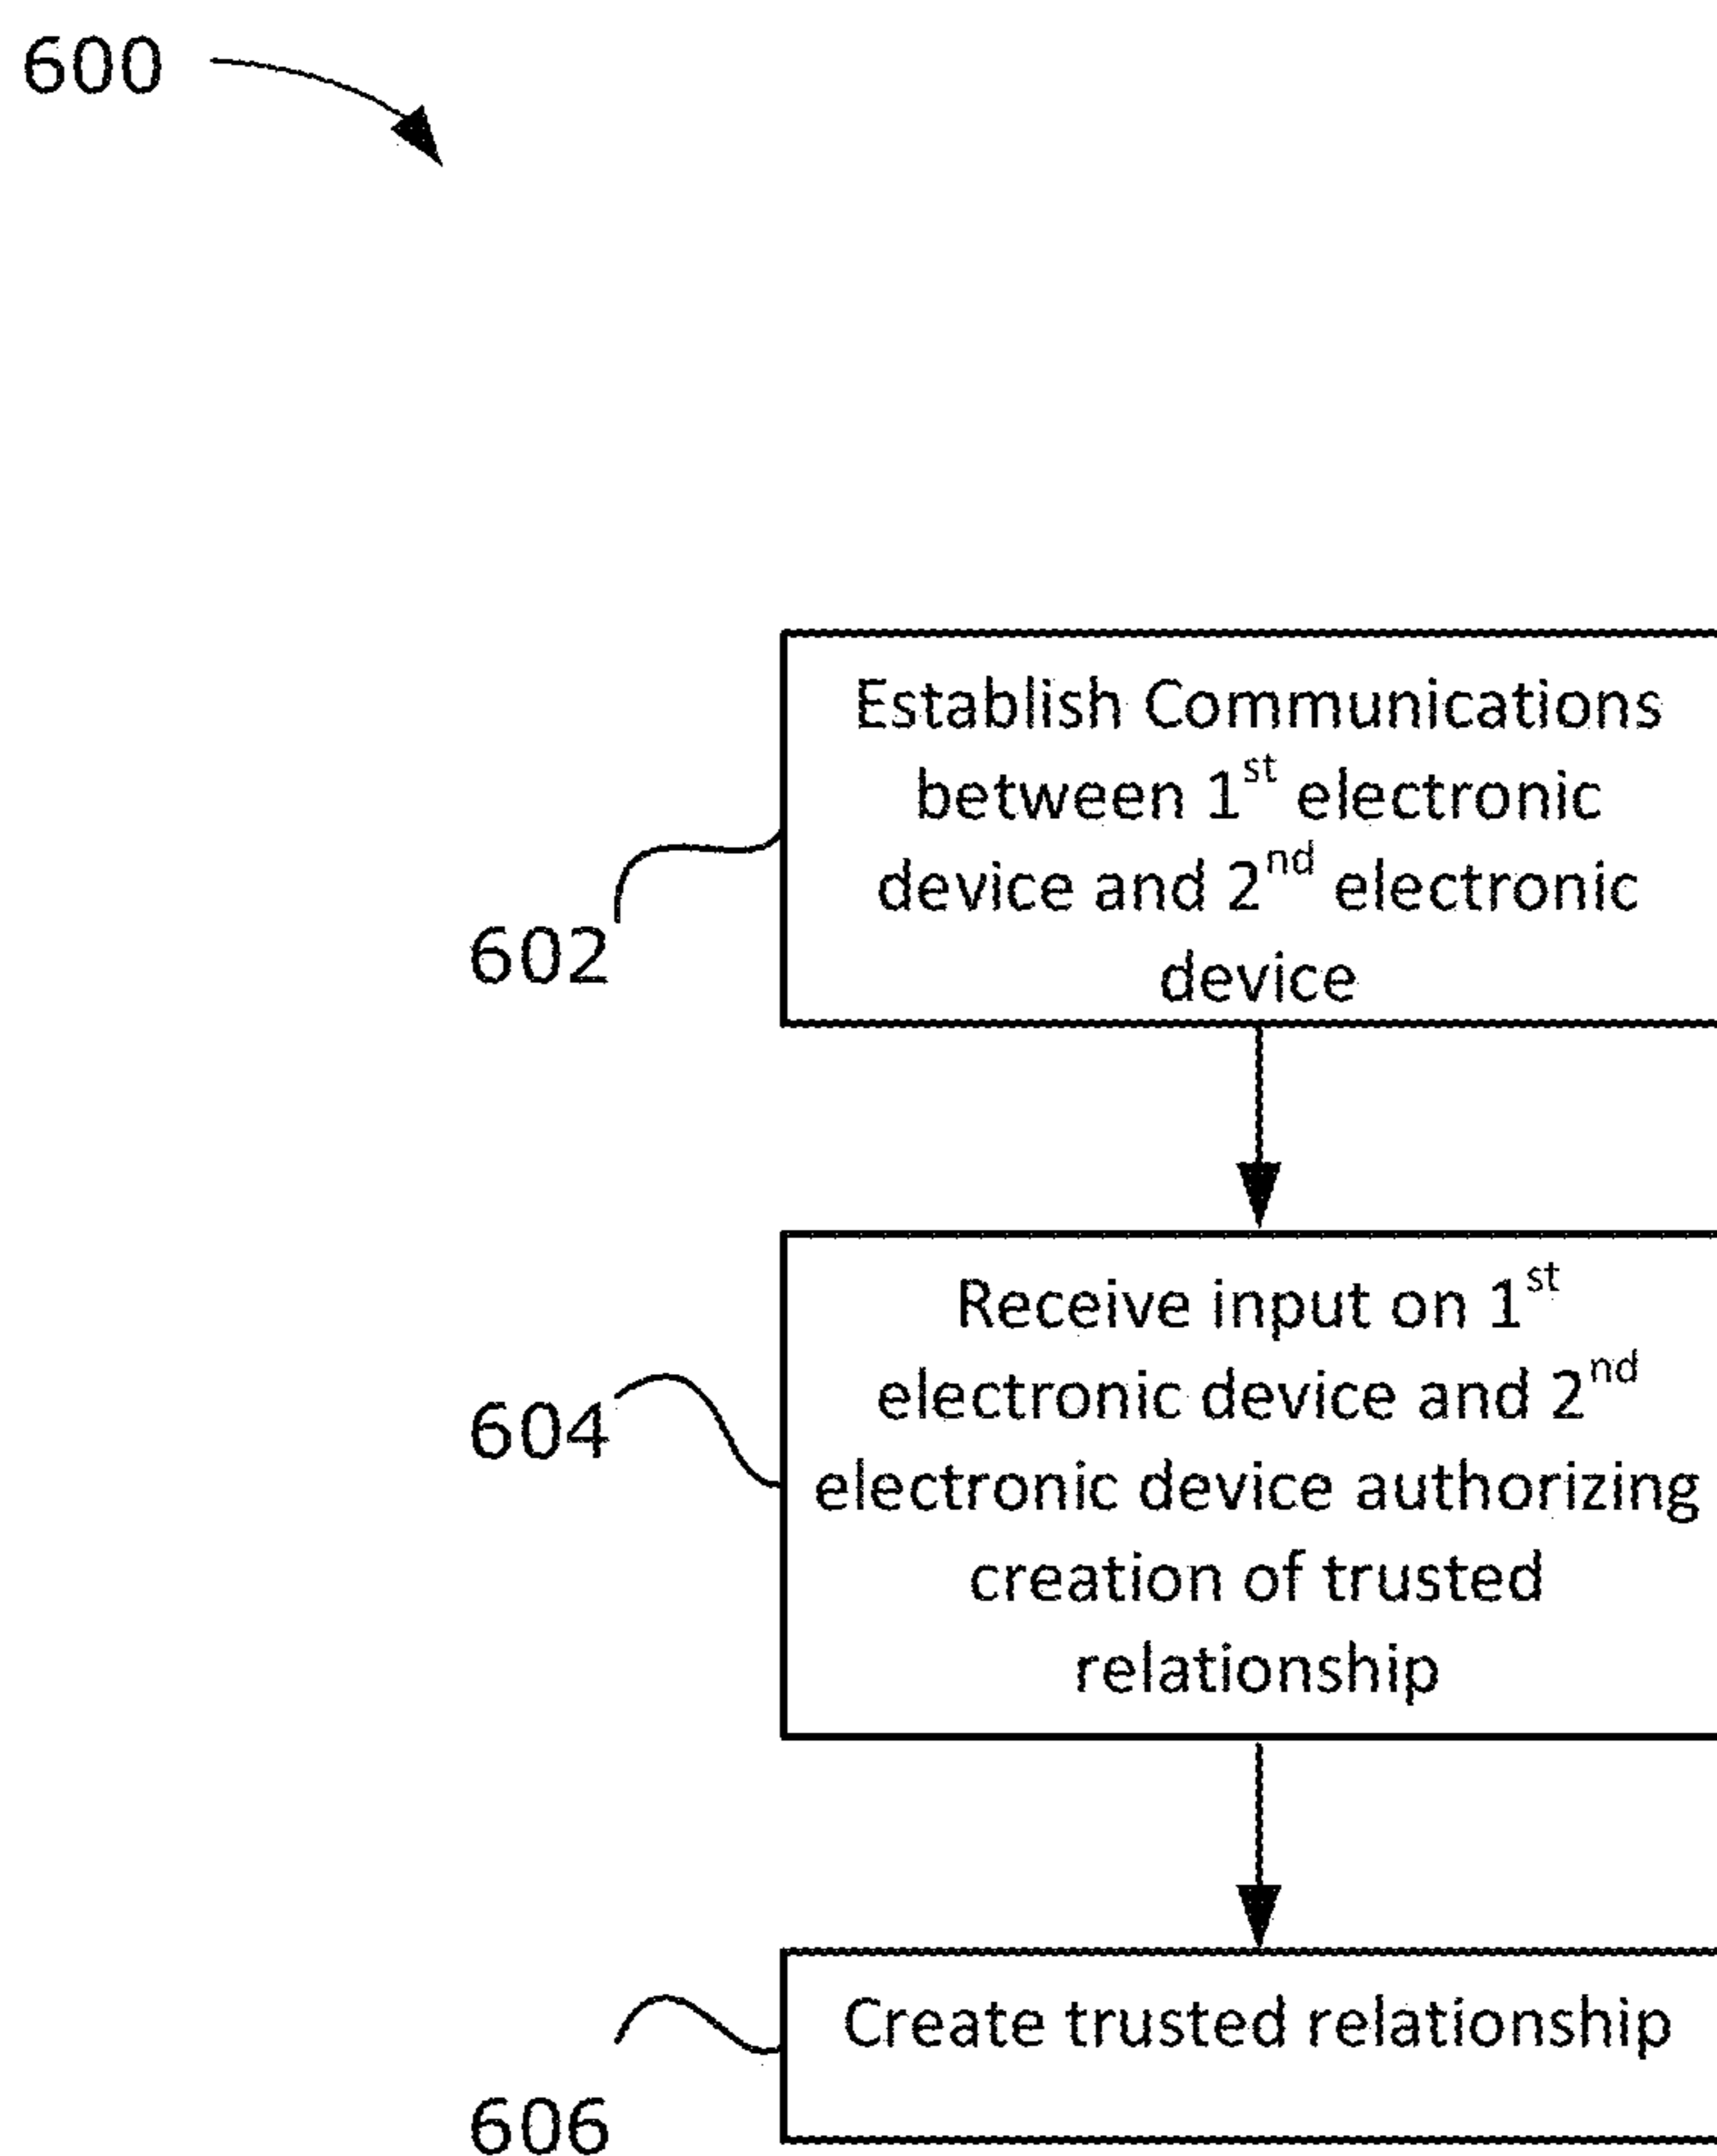 600
Establish Communications
between 1st electronic
device and 2nd electronic
device
602
Receive input on 1st
electronic device and 2nd
electronic device authorizing
creation of trusted
relationship
604
Create trusted relationship
606